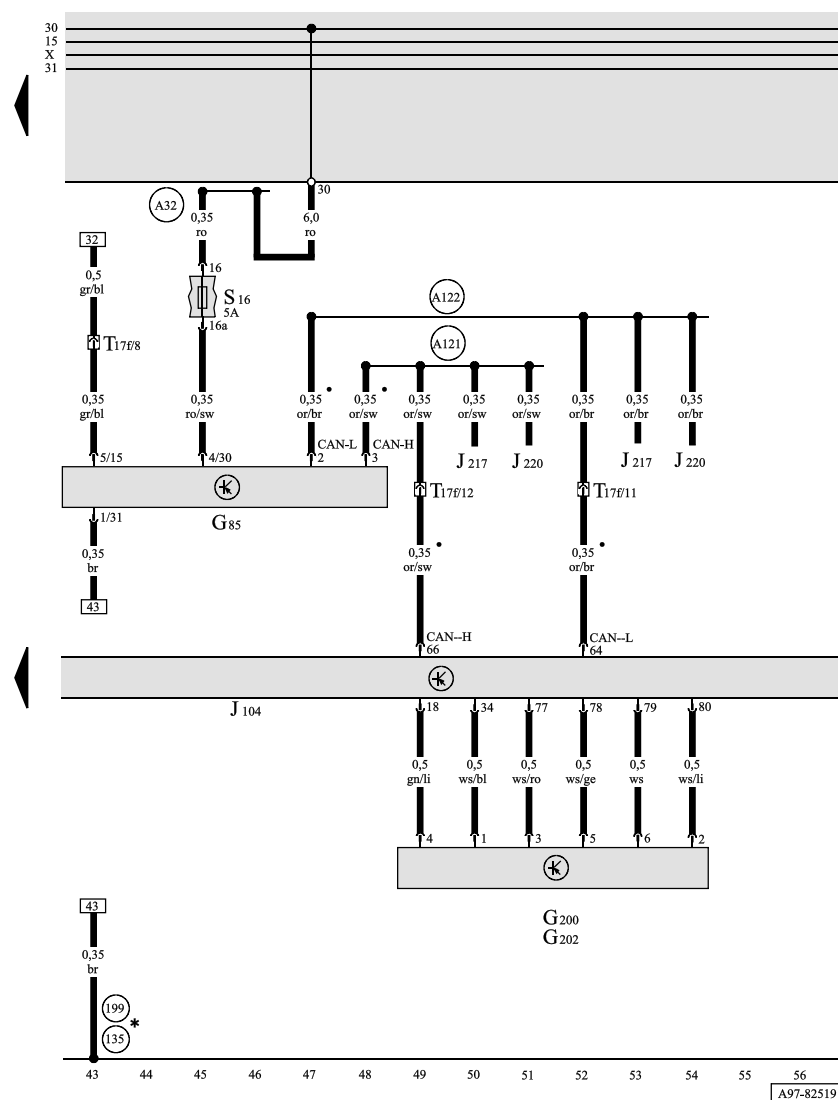 30
15
X
31
30
A32
0,35
ro
6,0
ro
32
0,5
gr/bl
16
S 16
5A
16a
A122
A121
T17f/8
0,35
gr/bl
0,35
ro/sw
0,35
or/br
0,35
or/sw
0,35
or/sw
0,35
or/sw
0,35
or/sw
0,35
or/br
0,35
or/br
0,35
or/br
5/15
4/30
CAN-L
2
CAN-H
3
J 217
J 220
J 217
J 220
T17f/12
T17f/11
1/31
G85
0,35
br
43
0,35
or/sw
0,35
or/br
CAN--H
66
CAN--L
64
J 104
18
34
77
78
79
80
0,5
gn/li
0,5
ws/bl
0,5
ws/ro
0,5
ws/ge
0,5
ws
0,5
ws/li
4
1
3
5
6
2
G200
G202
43
0,35
br
199
135 *
43 44 45 46 47 48 49 50 51 52 53 54 55 56
A97-82519